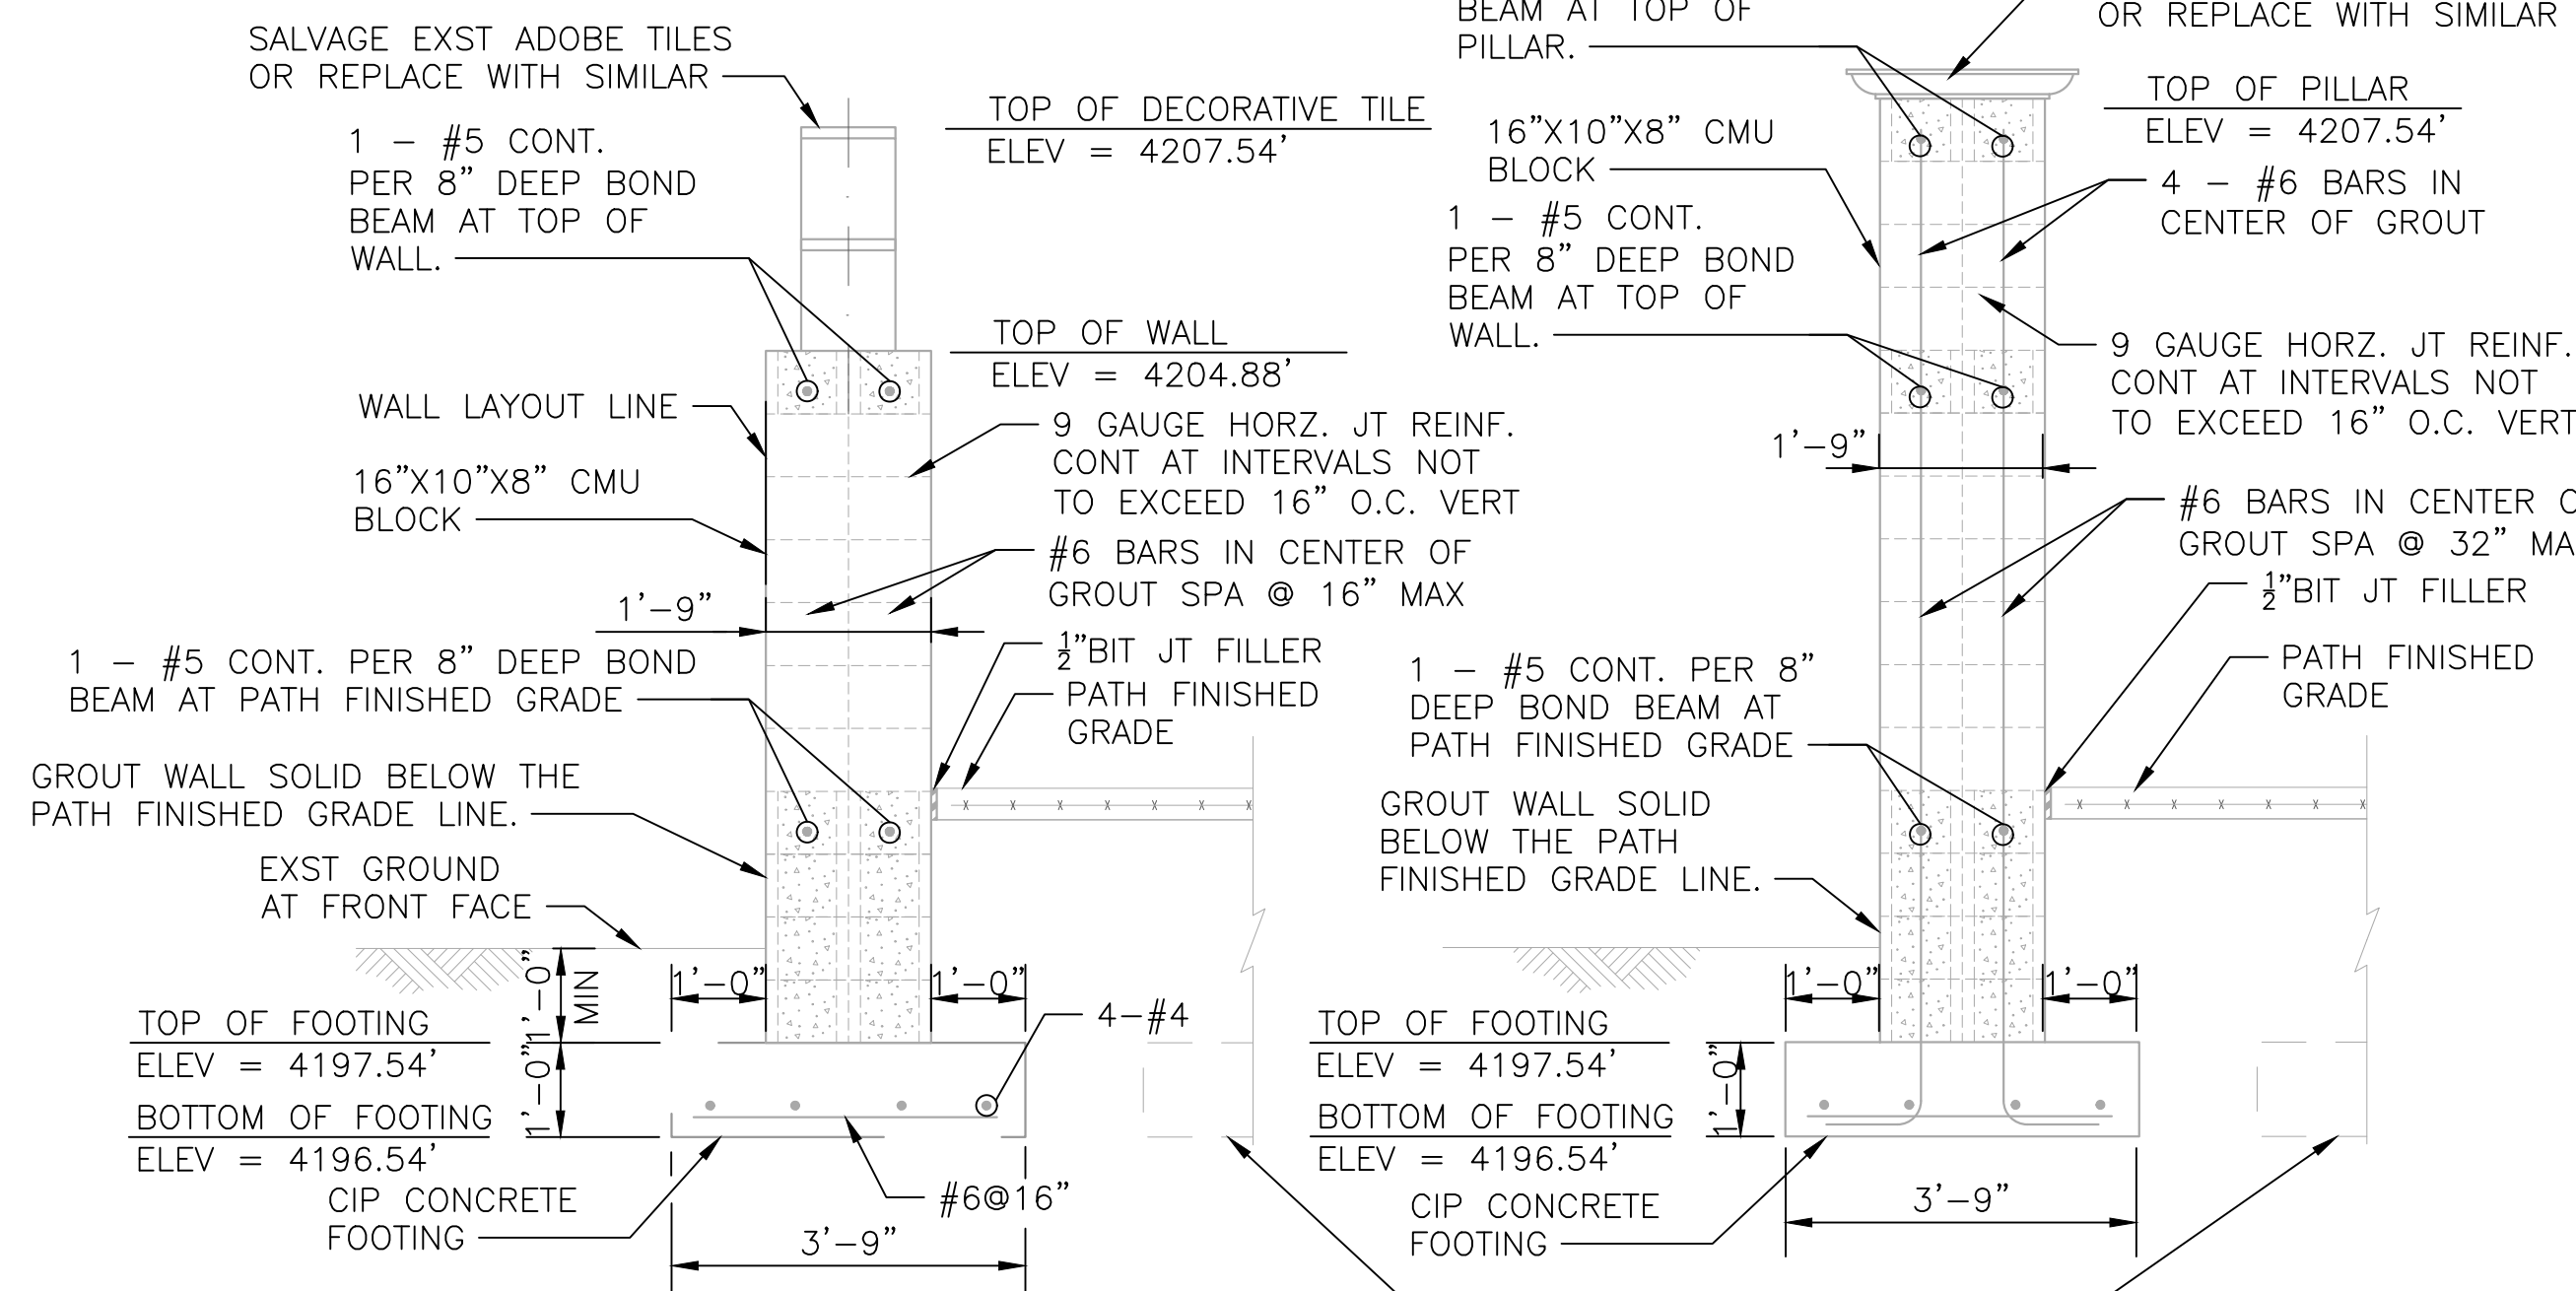 SALVAGE EXST ADOBE TILES
OR REPLACE WITH SIMILAR
1 - #5 CONT.
PER 8" DEEP BOND
BEAM AT TOP OF
WALL.
TOP OF DECORATIVE TILE
ELEV = 4207.54'
TOP OF WALL
ELEV = 4204.88'
WALL LAYOUT LINE
16"X10"X8" CMU
BLOCK
9 GAUGE HORZ. JT REINF.
CONT AT INTERVALS NOT
TO EXCEED 16" O.C. VERT
#6 BARS IN CENTER OF
GROUT SPA @ 16" MAX
1'-9"
1 - #5 CONT. PER 8" DEEP BOND
BEAM AT PATH FINISHED GRADE
½"BIT JT FILLER
PATH FINISHED
GRADE
GROUT WALL SOLID BELOW THE
PATH FINISHED GRADE LINE.
EXST GROUND
AT FRONT FACE
1'-0"
MIN
1'-0"
1'-0"
1'-0"
TOP OF FOOTING
ELEV = 4197.54'
BOTTOM OF FOOTING
ELEV = 4196.54'
4-#4
#6@16"
CIP CONCRETE
FOOTING
3'-9"
BEAM AT TOP OF
PILLAR.
OR REPLACE WITH SIMILAR
TOP OF PILLAR
ELEV = 4207.54'
16"X10"X8" CMU
BLOCK
4 - #6 BARS IN
CENTER OF GROUT
1 - #5 CONT.
PER 8" DEEP BOND
BEAM AT TOP OF
WALL.
9 GAUGE HORZ. JT REINF.
CONT AT INTERVALS NOT
TO EXCEED 16" O.C. VERT
1'-9"
#6 BARS IN CENTER
GROUT SPA @ 32"
½"BIT JT FILLER
PATH FINISHED
GRADE
1 - #5 CONT. PER 8"
DEEP BOND BEAM AT
PATH FINISHED GRADE
GROUT WALL SOLID
BELOW THE PATH
FINISHED GRADE LINE.
1'-0"
1'-0"
TOP OF FOOTING
ELEV = 4197.54'
BOTTOM OF FOOTING
ELEV = 4196.54'
1'-0"
CIP CONCRETE
FOOTING
3'-9"